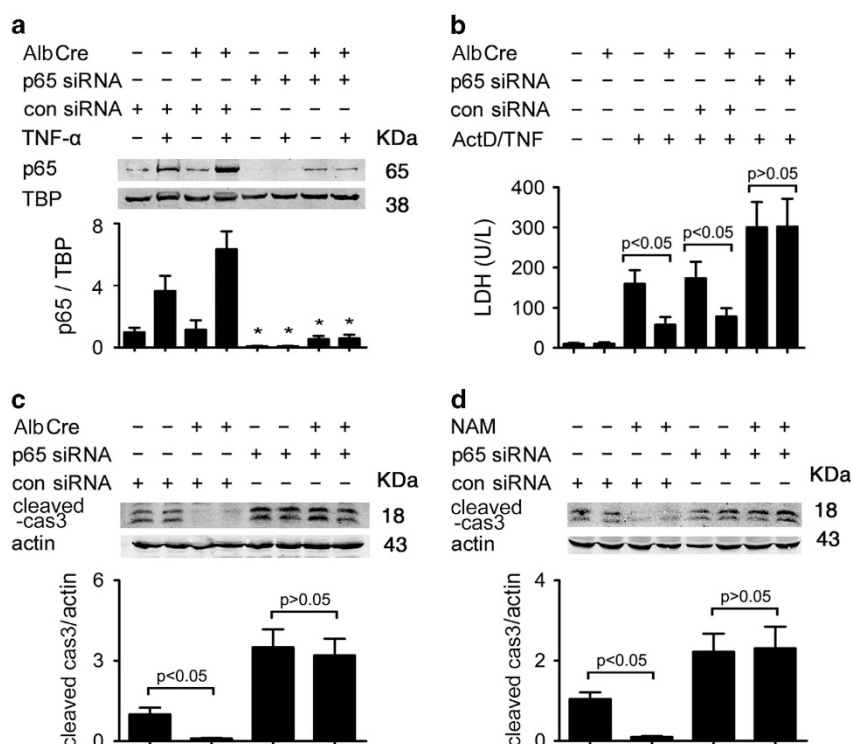 a
AlbCre − − + + − − + +
p65 siRNA − − − − + + + +
con siRNA + + + + − − − −
TNF-α − + − + − + − + KDa
p65 65
TBP 38
p65 / TBP
8
4
0
* * * *
b
AlbCre − + − + − + − +
p65 siRNA − − − − − − + +
con siRNA − − − − + + − −
ActD/TNF − − + + + + + +
LDH (U/L)
400
300
200
100
0
p<0.05
p<0.05
p>0.05
c
AlbCre − − + + − − + +
p65 siRNA − − − − + + + +
con siRNA + + + + − − − − KDa
cleaved
-cas3 18
actin 43
cleaved cas3/actin
6
3
0
p<0.05
p>0.05
d
NAM − − + + − − + +
p65 siRNA − − − − + + + +
con siRNA + + + + − − − − KDa
cleaved
-cas3 18
actin 43
cleaved cas3/actin
4
2
0
p<0.05
p>0.05